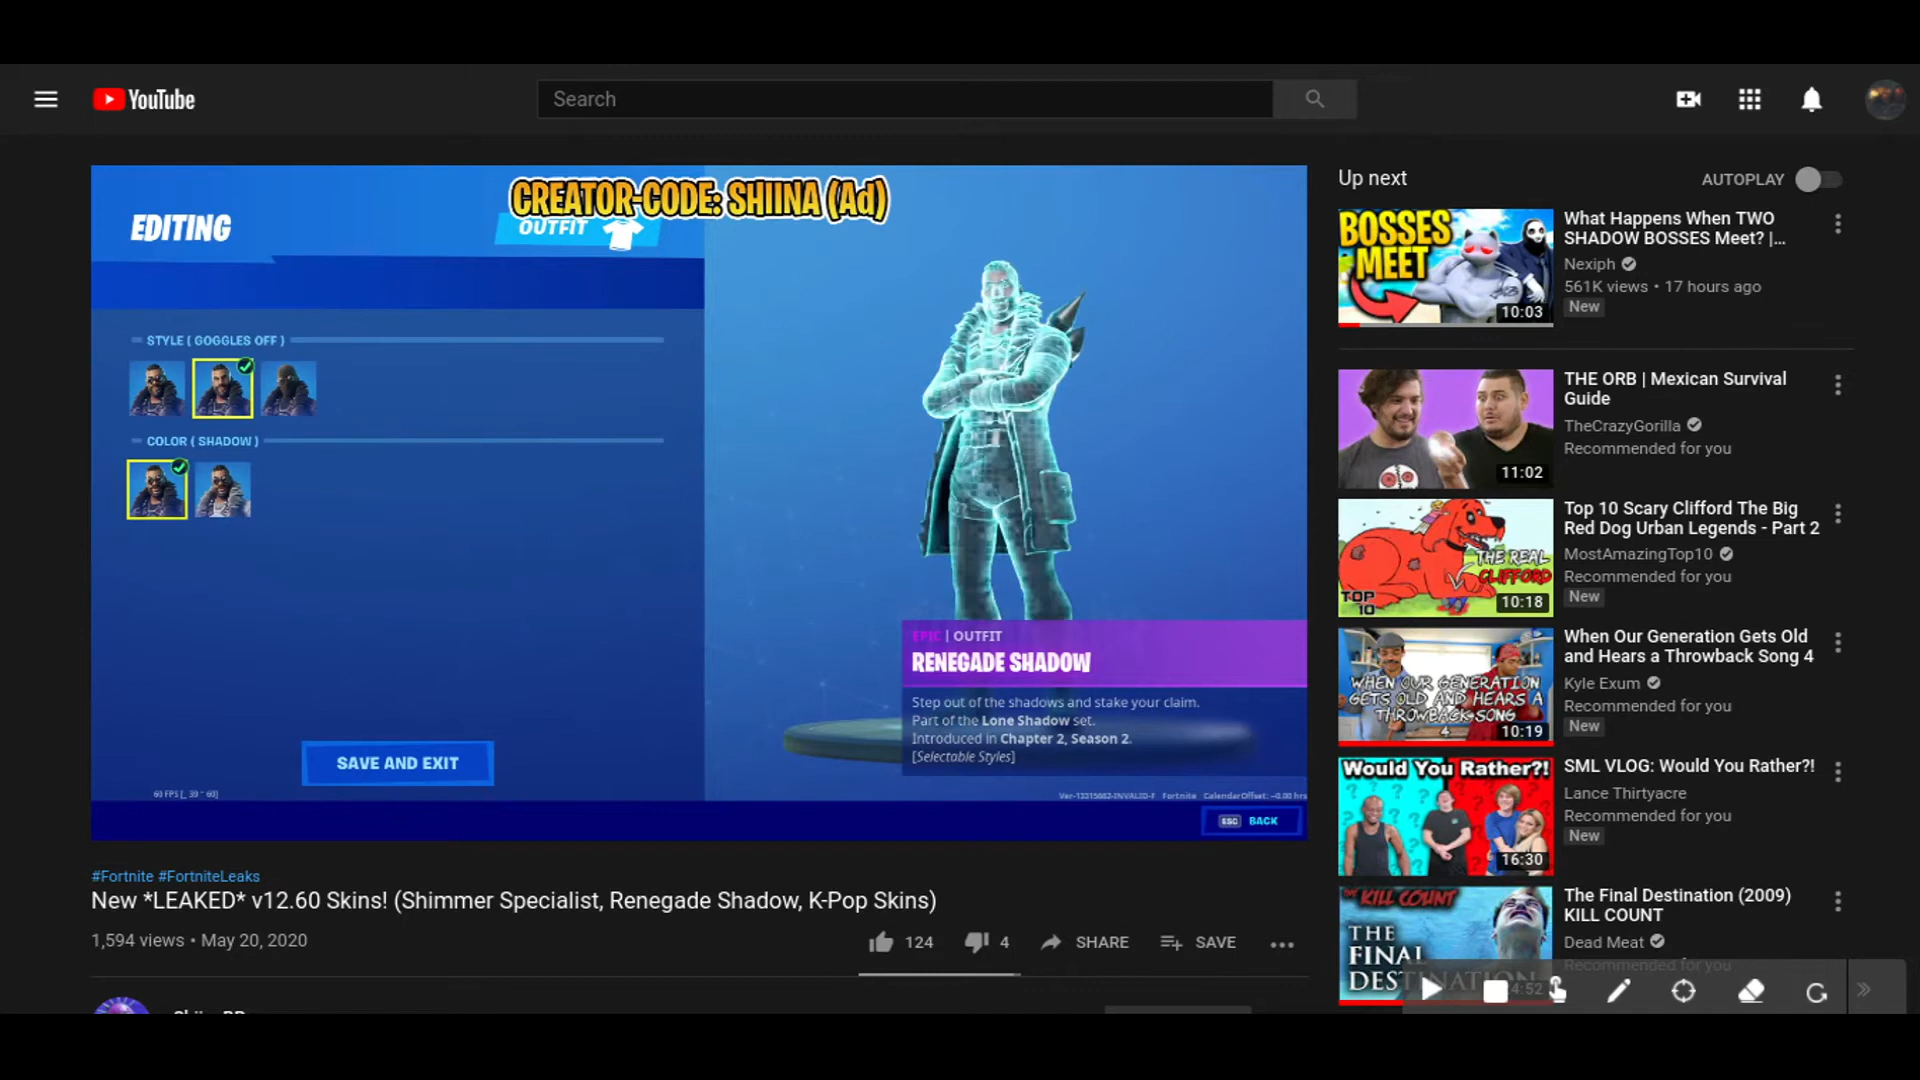 YouTube
Search
CREATOR-CODE: SHIINA (Ad)
EDITING
OUTFIT
STYLE ( GOGGLES OFF )
COLOR ( SHADOW )
SAVE AND EXIT
EPIC | OUTFIT
RENEGADE SHADOW
Step out of the shadows and stake your claim.
Part of the Lone Shadow set.
Introduced in Chapter 2, Season 2.
[Selectable Styles]
ESC BACK
#Fortnite #FortniteLeaks
New *LEAKED* v12.60 Skins! (Shimmer Specialist, Renegade Shadow, K-Pop Skins)
1,594 views • May 20, 2020
124
4
SHARE
SAVE
Up next
AUTOPLAY
BOSSES
MEET
10:03
What Happens When TWO
SHADOW BOSSES Meet? |...
Nexiph
561K views • 17 hours ago
New
11:02
THE ORB | Mexican Survival
Guide
TheCrazyGorilla
Recommended for you
THE REAL
CLIFFORD
TOP
10
10:18
Top 10 Scary Clifford The Big
Red Dog Urban Legends - Part 2
MostAmazingTop10
Recommended for you
New
WHEN OUR GENERATION
GETS OLD AND HEARS A
THROWBACK SONG
4
10:19
When Our Generation Gets Old
and Hears a Throwback Song 4
Kyle Exum
Recommended for you
New
Would You Rather?!
16:30
SML VLOG: Would You Rather?!
Lance Thirtyacre
Recommended for you
New
THE KILL COUNT
THE
FINAL
DESTINATION
The Final Destination (2009)
KILL COUNT
Dead Meat
Recommended for you
4:52